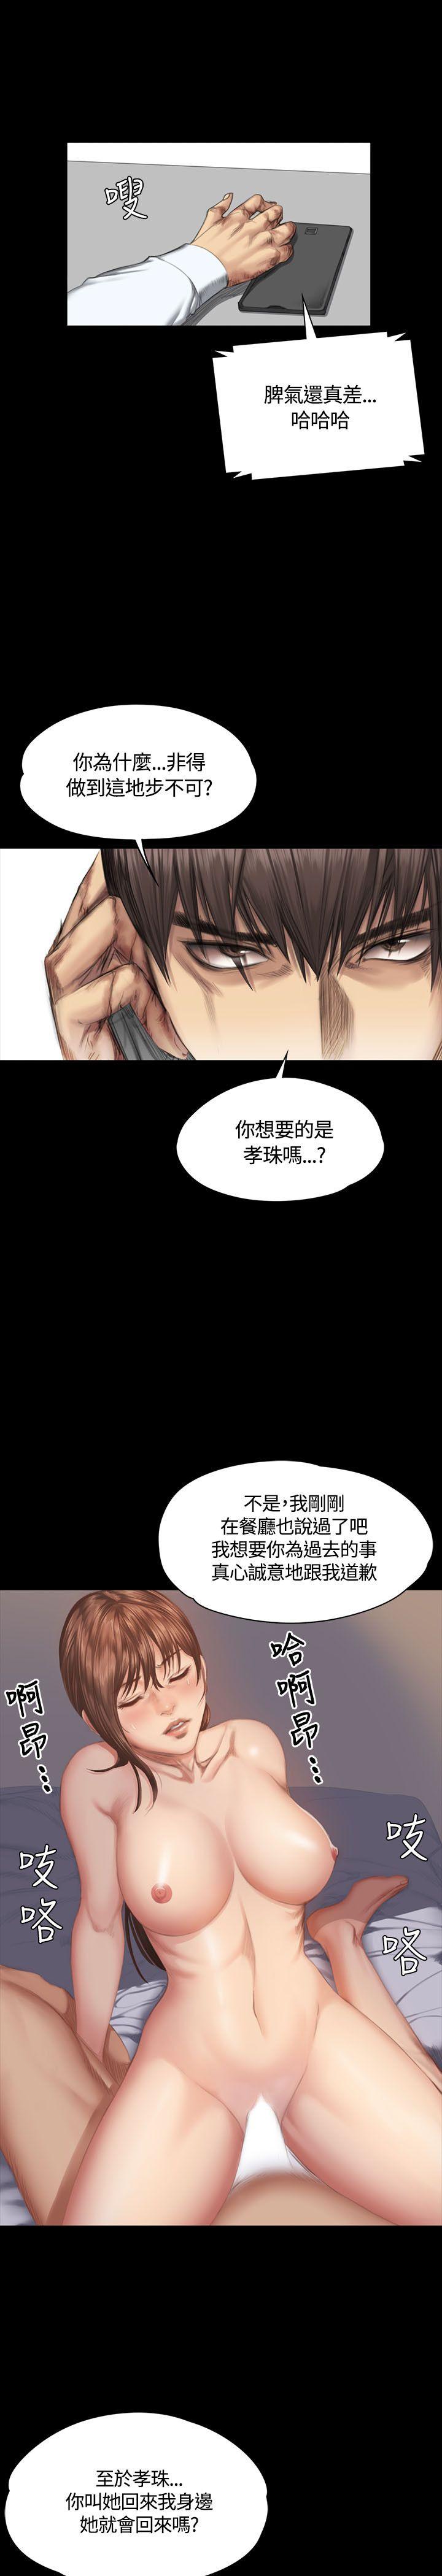 嗖
脾氣還真差...
哈哈哈
你為什麼...非得
做到這地步不可?
你想要的是
孝珠嗎...?
不是,我剛剛
在餐廳也說過了吧
我想要你為過去的事
真心誠意地跟我道歉
哈啊昂...
啊昂...
吱
咯
吱
咯
至於孝珠...
你叫她回來我身邊
她就會回來嗎?